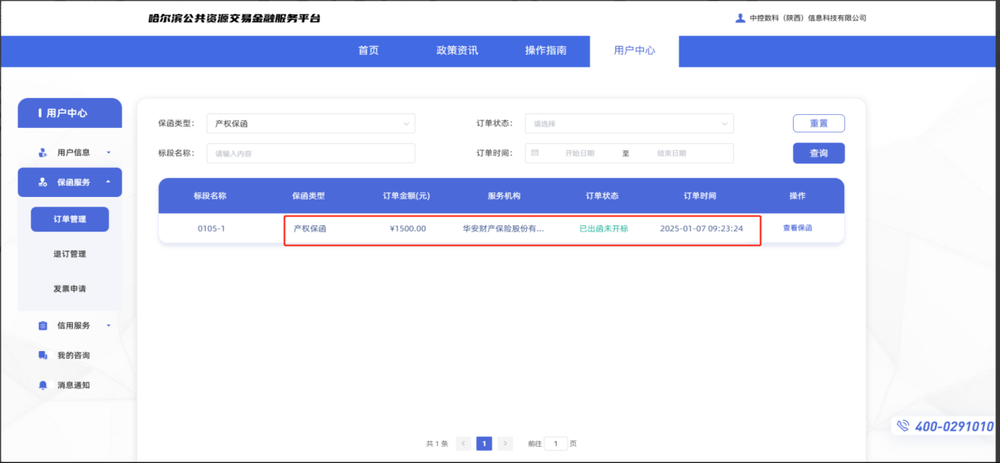 哈尔滨公共资源交易金融服务平台
中控数科（陕西）信息科技有限公司
首页 政策资讯 操作指南 用户中心
用户中心
用户信息
保函服务
订单管理
退订管理
发票申请
信用服务
我的咨询
消息通知
保函类型： 产权保函 订单状态： 请选择 重置
标段名称： 请输入内容 订单时间： 开始日期 至 结束日期 查询
标段名称 保函类型 订单金额(元) 服务机构 订单状态 订单时间 操作
0105-1 产权保函 ¥1500.00 华安财产保险股份有... 已出函未开标 2025-01-07 09:23:24 查看保函
共 1 条 < 1 > 前往 1 页
400-0291010